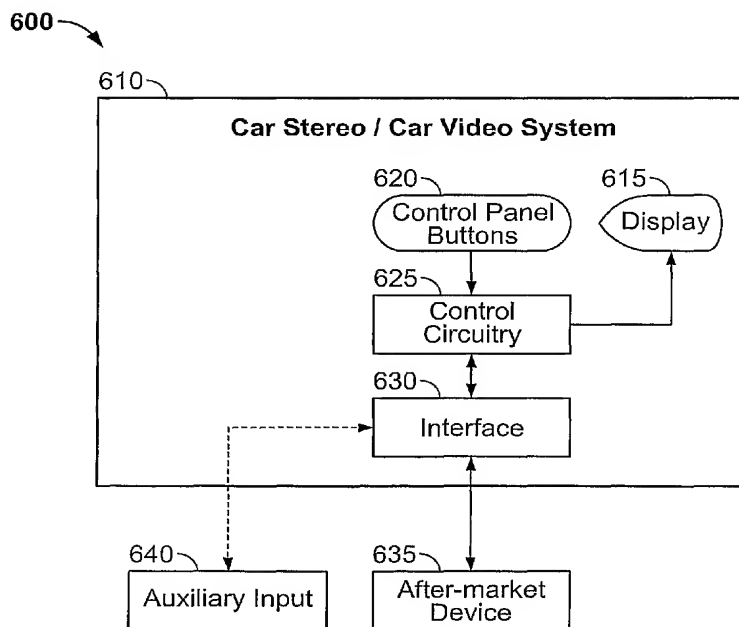 600
610
Car Stereo / Car Video System
620
615
Control Panel
Buttons
Display
625
Control
Circuitry
630
Interface
640
635
Auxiliary Input
After-market
Device